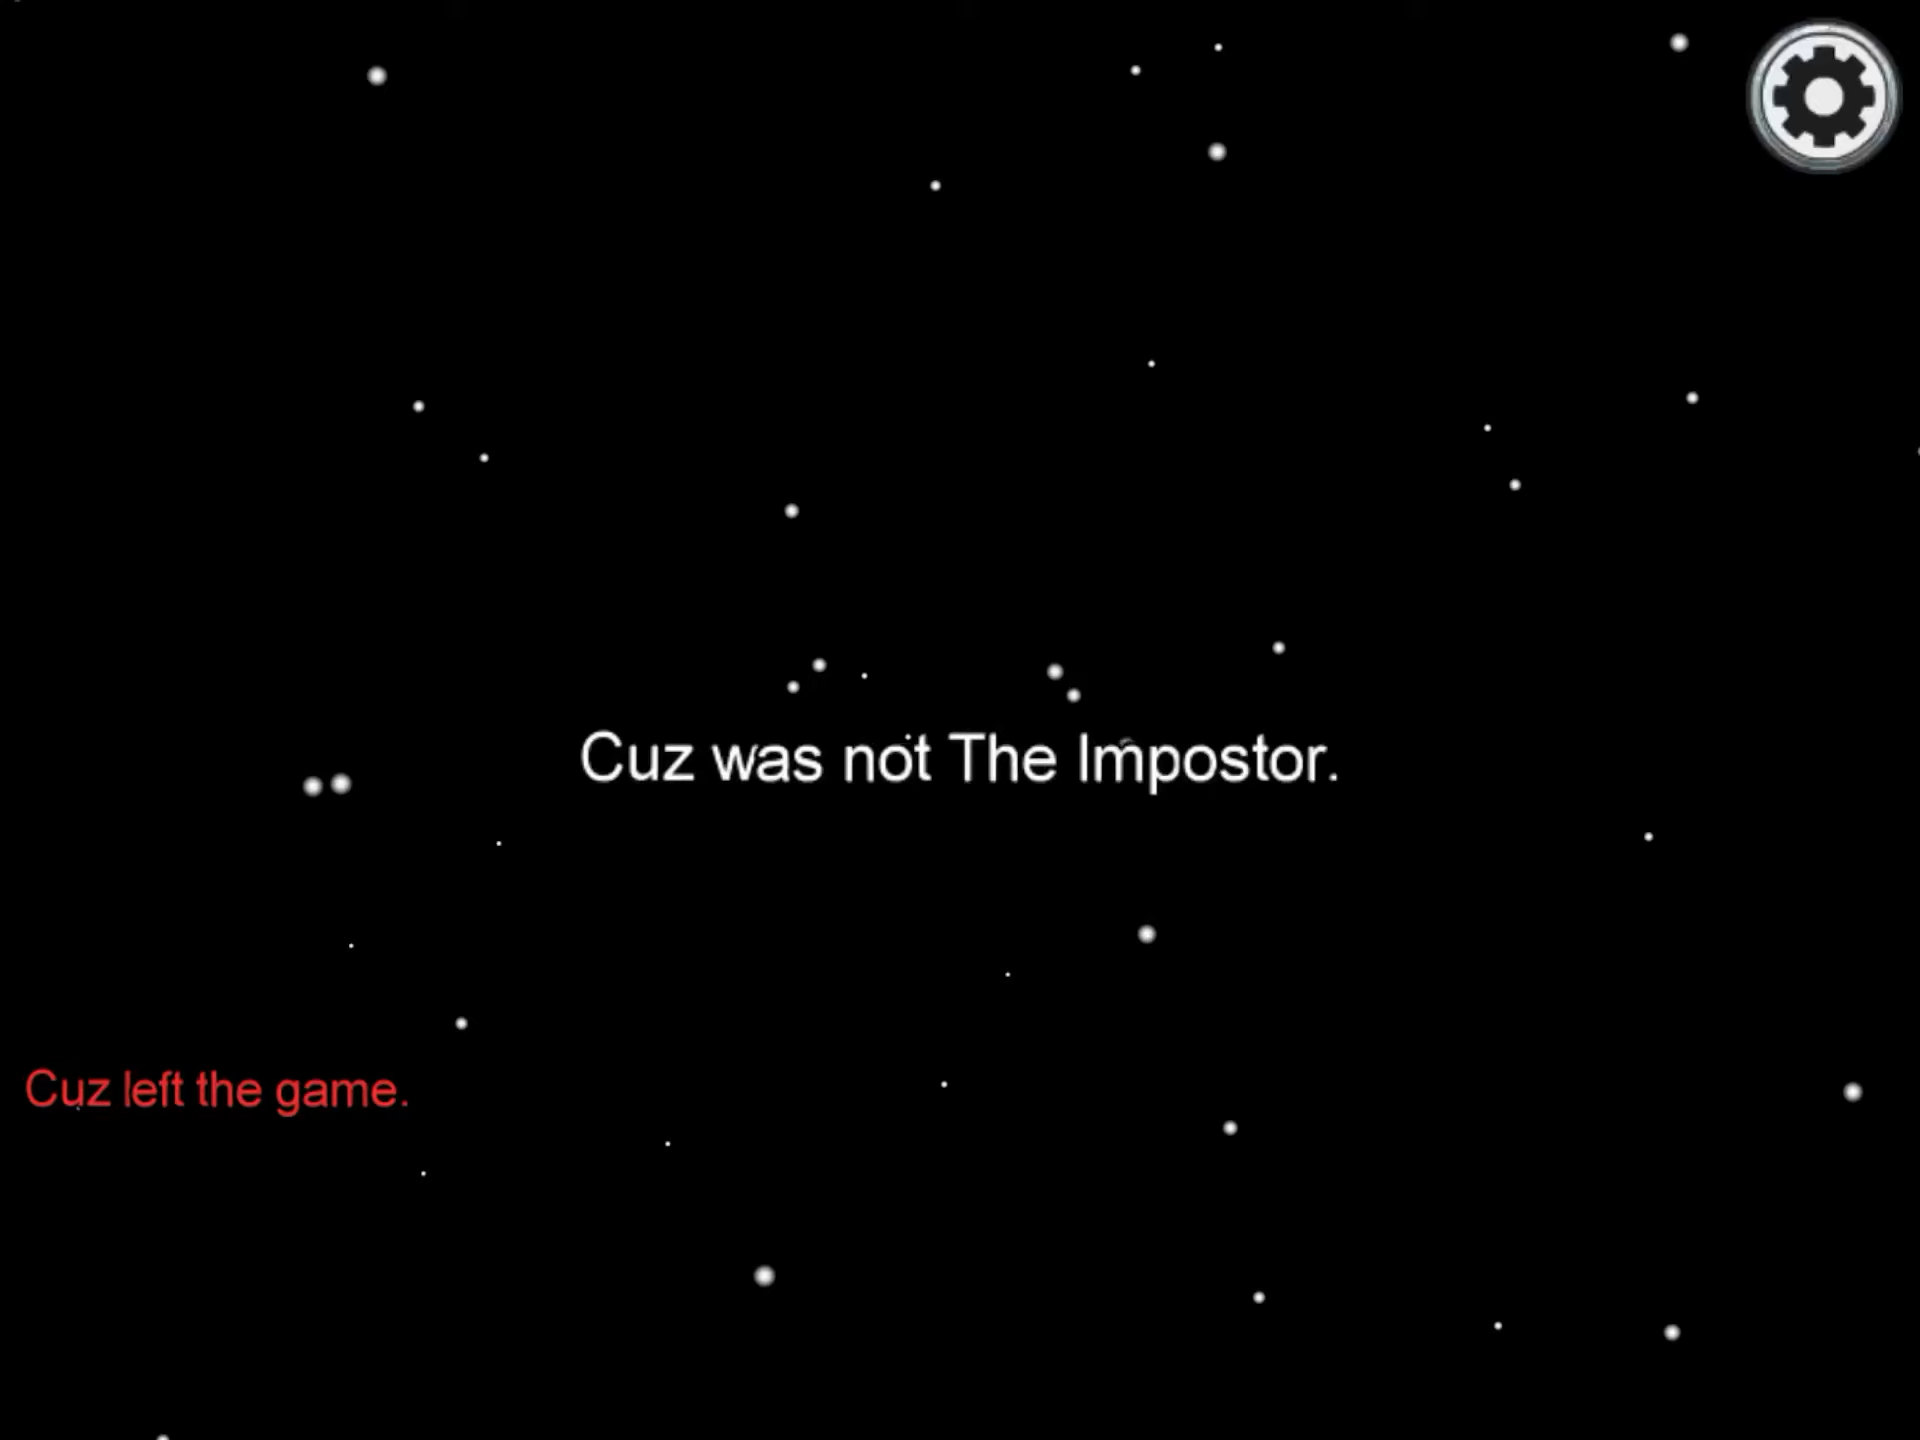 Cuz was not The Impostor.
Cuz left the game.